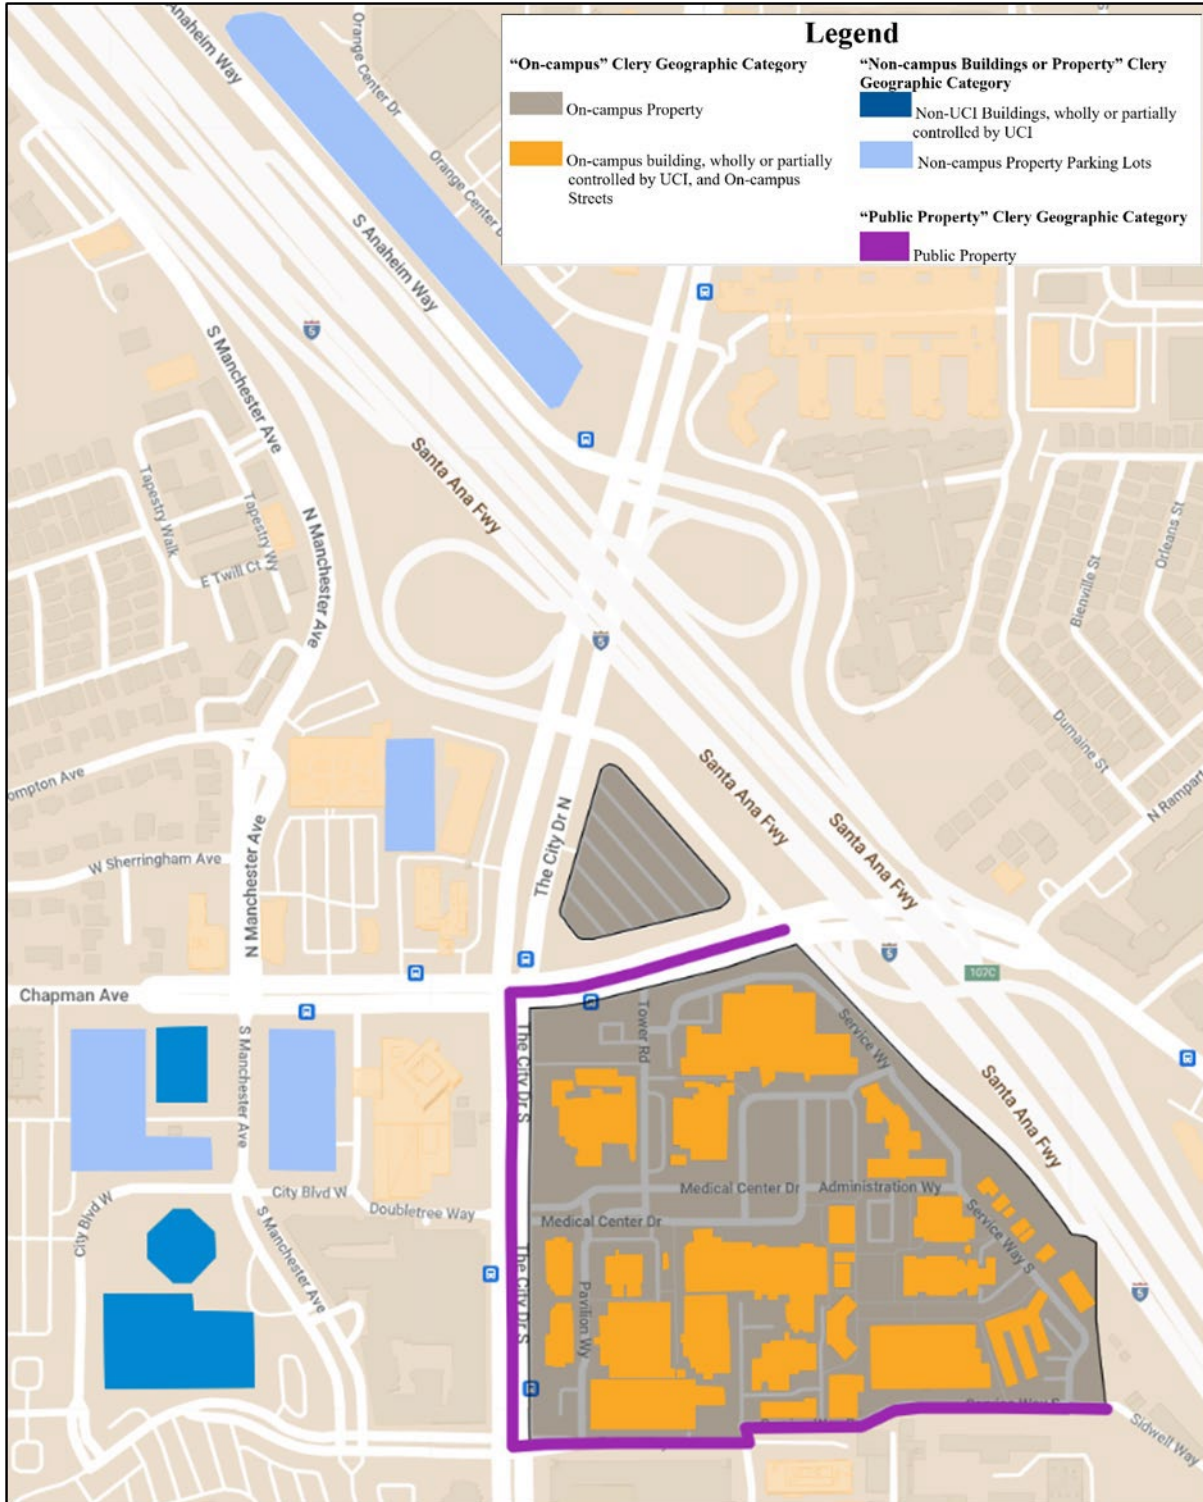 Legend
“On-campus” Clery Geographic Category
On-campus Property
On-campus building, wholly or partially
controlled by UCI, and On-campus
Streets
“Non-campus Buildings or Property” Clery
Geographic Category
Non-UCI Buildings, wholly or partially
controlled by UCI
Non-campus Property Parking Lots
“Public Property” Clery Geographic Category
Public Property
Anaheim Way
Orange Center Dr
Orange Center
S Anaheim Way
5
S Manchester Ave
Santa Ana Fwy
Tapestry Walk
Tapestry Wy
N Manchester Ave
E Twill Ct
Orleans St
Bienville St
5
Dumaine St
N Rampart
Santa Ana Fwy
Santa Ana Fwy
ompton Ave
W Sherringham Ave
N Manchester Ave
The City Dr N
5
107C
Chapman Ave
S Manchester Ave
The City Dr S
Tower Rd
Service Wy
Santa Ana Fwy
City Blvd W
City Blvd W
Doubletree Way
Medical Center Dr
Administration Wy
Medical Center Dr
S Manchester Ave
The City Dr S
Pavilion Wy
Service Way S
5
Sidwell Way